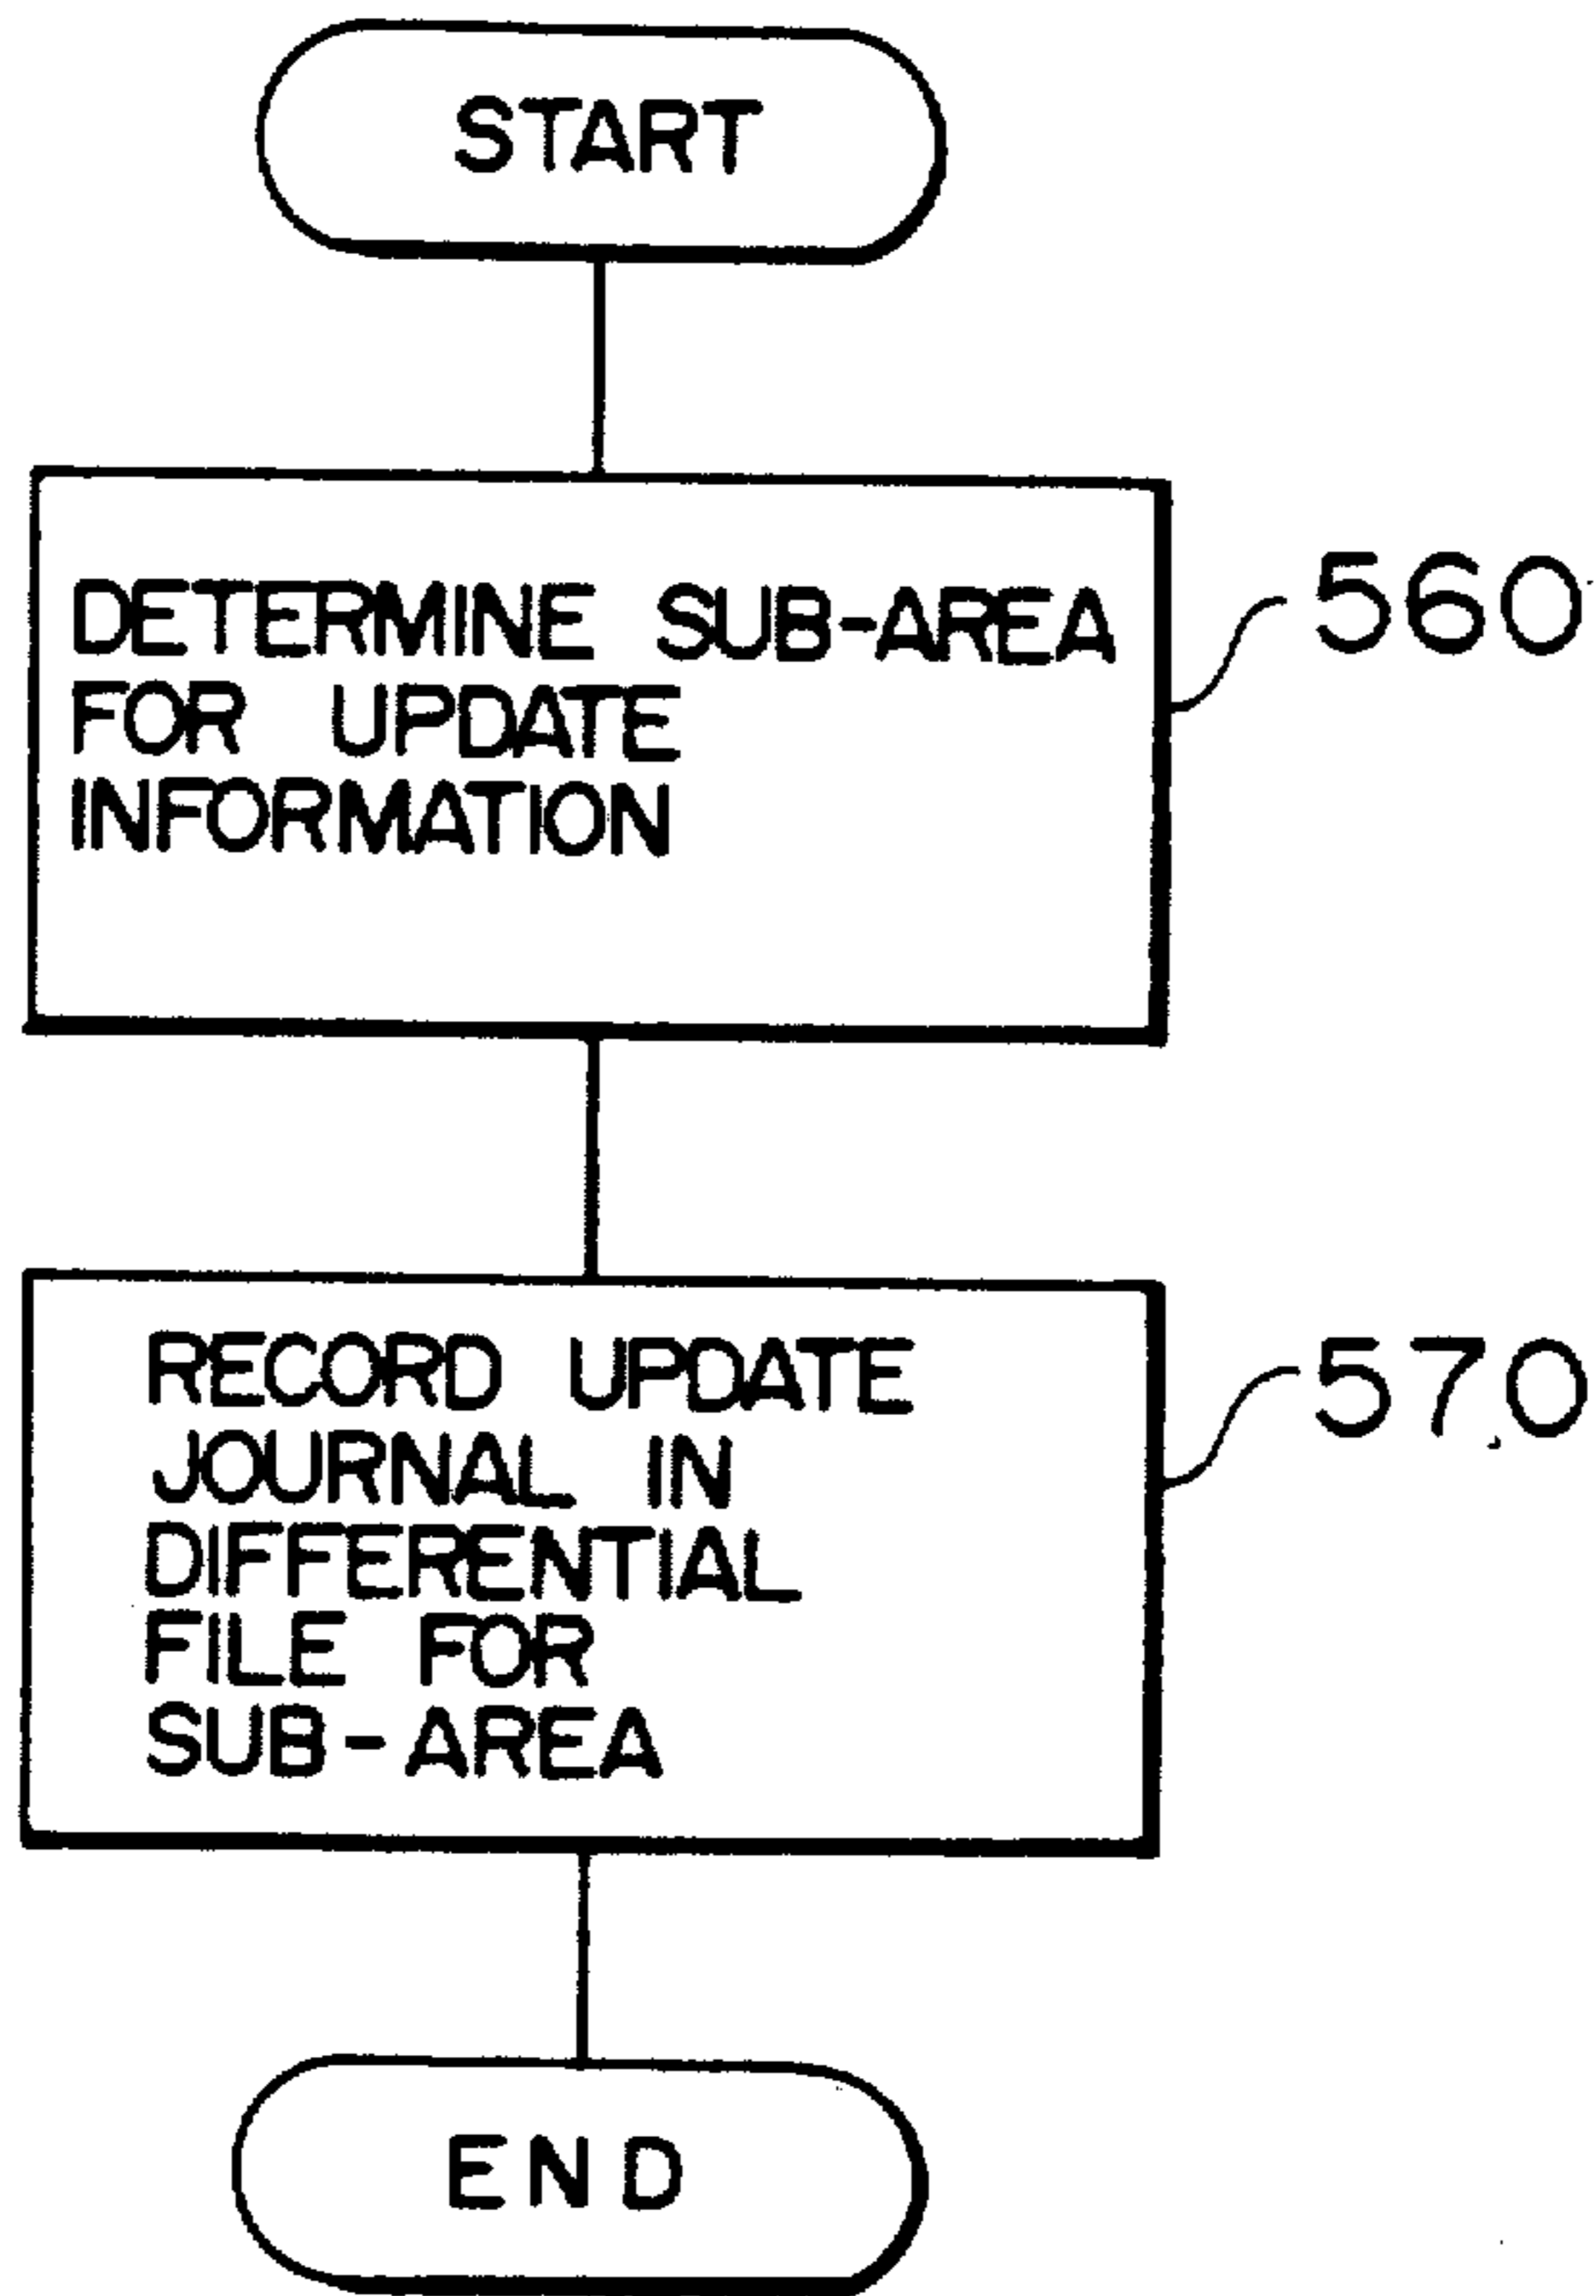 START
DETERMINE SUB-AREA
FOR UPDATE
INFORMATION
560
RECORD UPDATE
JOURNAL IN
DIFFERENTIAL
FILE FOR
SUB-AREA
570
END